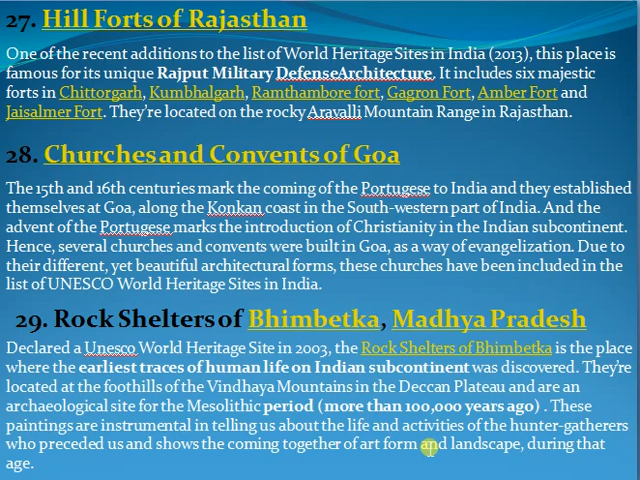 27. Hill Forts of Rajasthan
One of the recent additions to the list of World Heritage Sites in India (2013), this place is
famous for its unique Rajput Military DefenseArchitecture. It includes six majestic
forts in Chittorgarh, Kumbhalgarh, Ramthambore fort, Gagron Fort, Amber Fort and
Jaisalmer Fort. They're located on the rocky Aravalli Mountain Range in Rajasthan.
28. Churches and Convents of Goa
The 15th and 16th centuries mark the coming of the Portugese to India and they established
themselves at Goa, along the Konkan coast in the South-western part of India. And the
advent of the Portugese marks the introduction of Christianity in the Indian subcontinent.
Hence, several churches and convents were built in Goa, as a way of evangelization. Due to
their different, yet beautiful architectural forms, these churches have been included in the
list of UNESCO World Heritage Sites in India.
29. Rock Shelters of Bhimbetka, Madhya Pradesh
Declared a Unesco World Heritage Site in 2003, the Rock Shelters of Bhimbetka is the place
where the earliest traces of human life on Indian subcontinent was discovered. They're
located at the foothills of the Vindhaya Mountains in the Deccan Plateau and are an
archaeological site for the Mesolithic period (more than 100,000 years ago) . These
paintings are instrumental in telling us about the life and activities of the hunter-gatherers
who preceded us and shows the coming together of art form and landscape, during that
age.